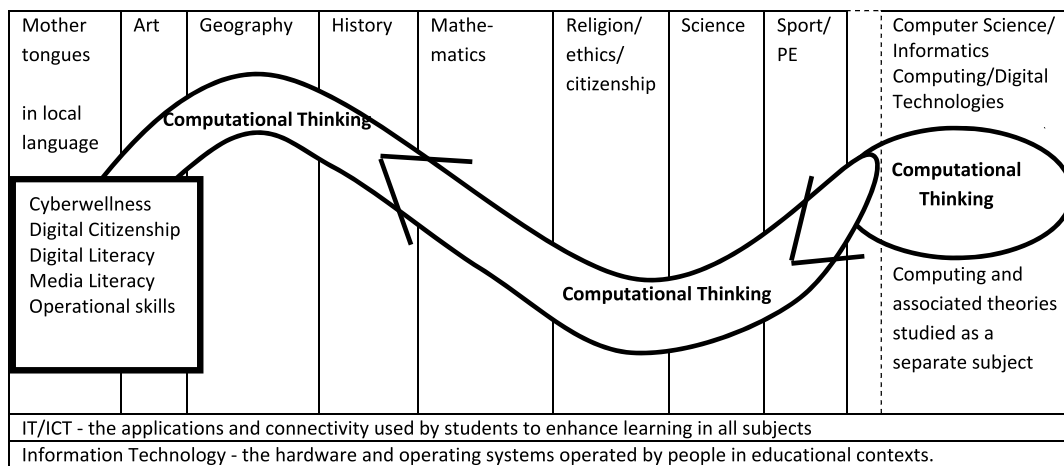 Mother
tongues
in local
language
Art
Geography
History
Mathe-
matics
Religion/
ethics/
citizenship
Science
Sport/
PE
Computer Science/
Informatics
Computing/Digital
Technologies
Computational Thinking
Computational
Thinking
Cyberwellness
Digital Citizenship
Digital Literacy
Media Literacy
Operational skills
Computational Thinking
Computing and
associated theories
studied as a
separate subject
IT/ICT - the applications and connectivity used by students to enhance learning in all subjects
Information Technology - the hardware and operating systems operated by people in educational contexts.